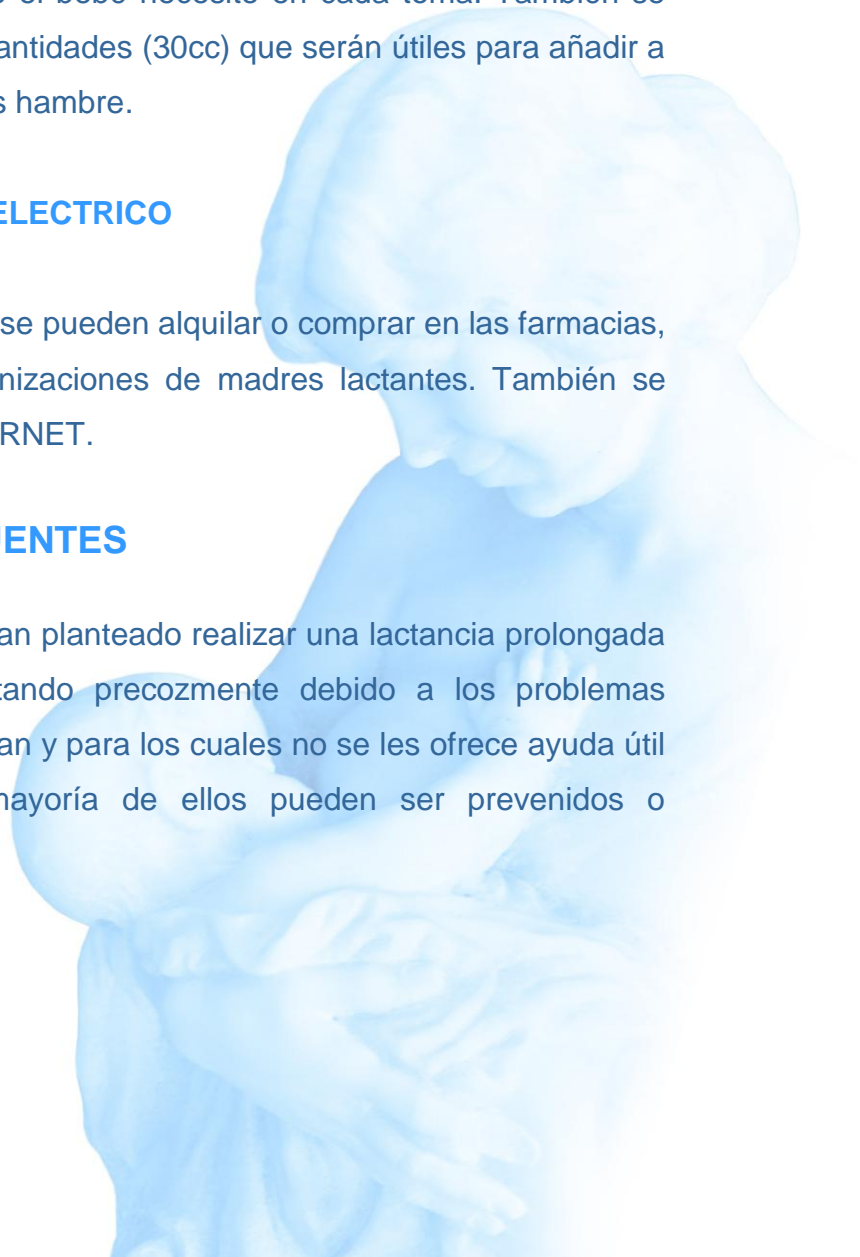 el bebé necesite en cada toma. También se
antidades (30cc) que serán útiles para añadir a
s hambre.
ELECTRICO
se pueden alquilar o comprar en las farmacias,
nizaciones de madres lactantes. También se
RNET.
UENTES
an planteado realizar una lactancia prolongada
tando precozmente debido a los problemas
an y para los cuales no se les ofrece ayuda útil
mayoría de ellos pueden ser prevenidos o